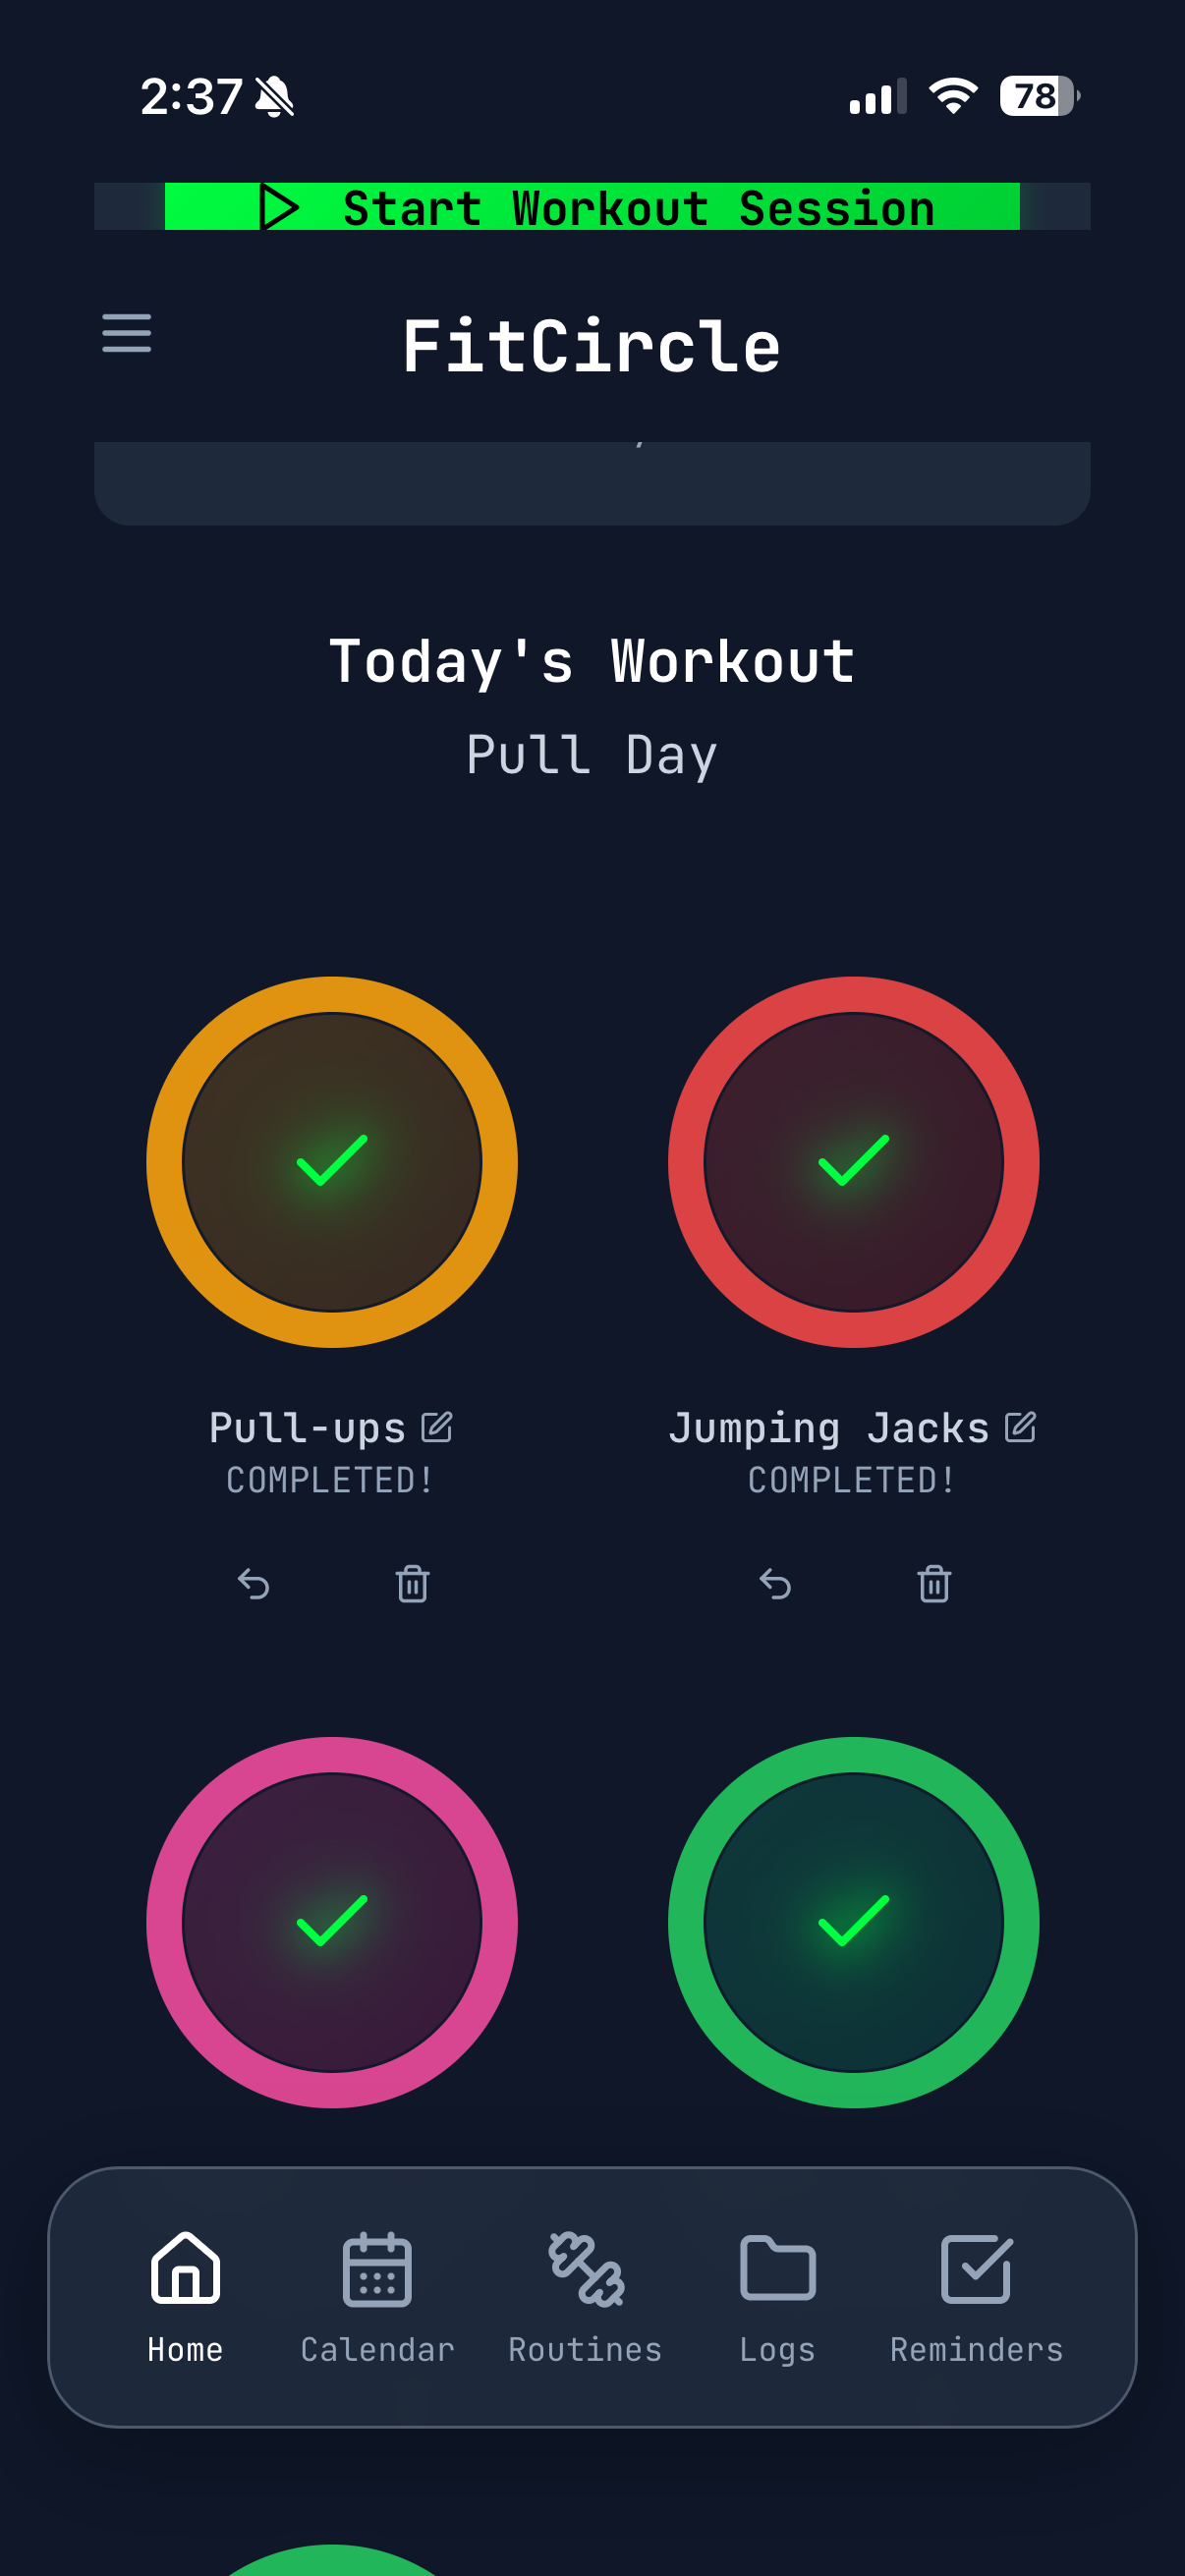 2:37
78
Start Workout Session
FitCircle
Today's Workout
Pull Day
Pull-ups
Jumping Jacks
COMPLETED!
COMPLETED!
Home
Calendar
Routines
Logs
Reminders